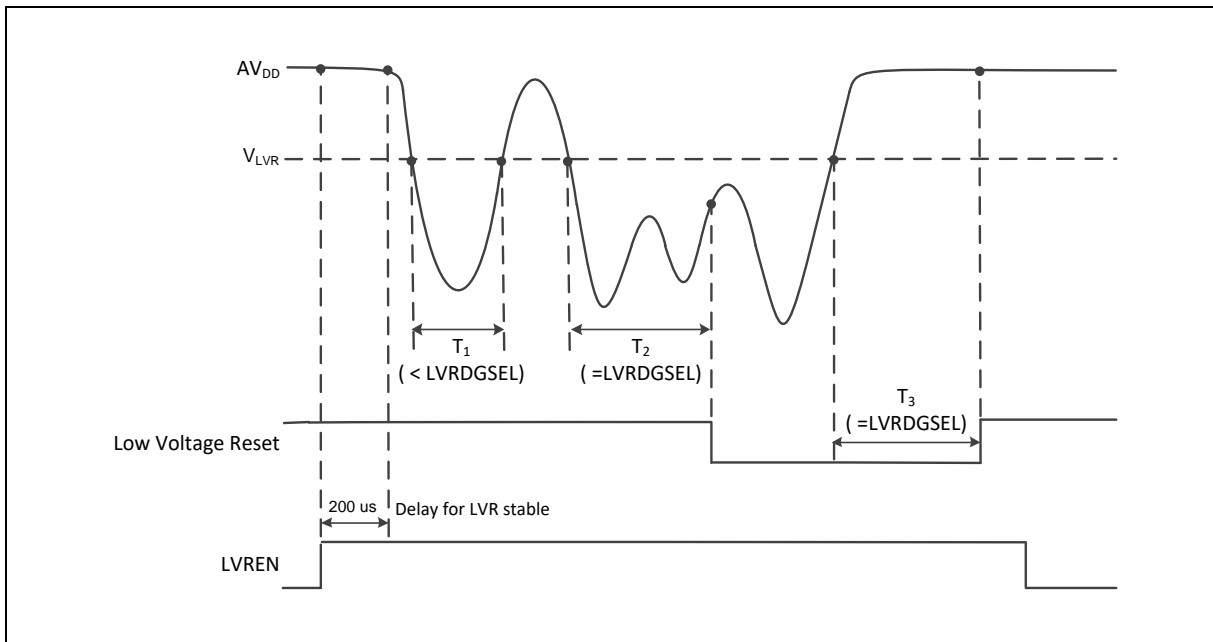 AVDD
VLVR
T1
( < LVRDGSEL)
T2
( =LVRDGSEL)
T3
( =LVRDGSEL)
Low Voltage Reset
200 us
Delay for LVR stable
LVREN